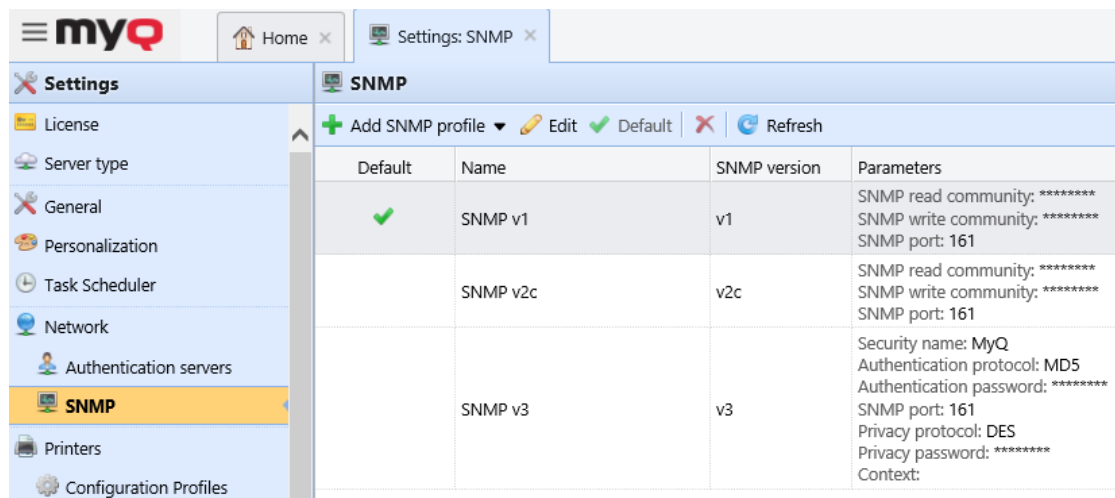 myQ
Home ×
Settings: SNMP ×
Settings
License
Server type
General
Personalization
Task Scheduler
Network
Authentication servers
SNMP
Printers
Configuration Profiles
SNMP
Add SNMP profile Edit Default Refresh
Default Name SNMP version Parameters
SNMP v1 v1
SNMP read community: ********
SNMP write community: ********
SNMP port: 161
SNMP v2c v2c
SNMP read community: ********
SNMP write community: ********
SNMP port: 161
SNMP v3 v3
Security name: MyQ
Authentication protocol: MD5
Authentication password: ********
SNMP port: 161
Privacy protocol: DES
Privacy password: ********
Context: